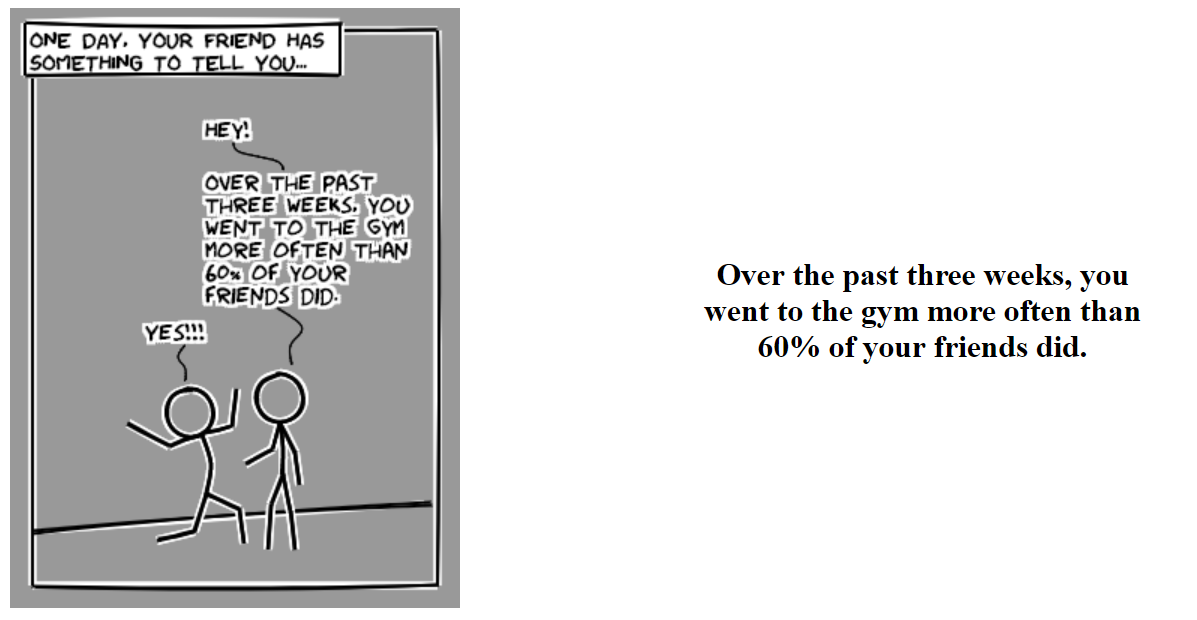 ONE DAY, YOUR FRIEND HAS
SOMETHING TO TELL YOU...
HEY!
OVER THE PAST
THREE WEEKS, YOU
WENT TO THE GYM
MORE OFTEN THAN
60% OF YOUR
FRIENDS DID.
YES!!!
Over the past three weeks, you
went to the gym more often than
60% of your friends did.